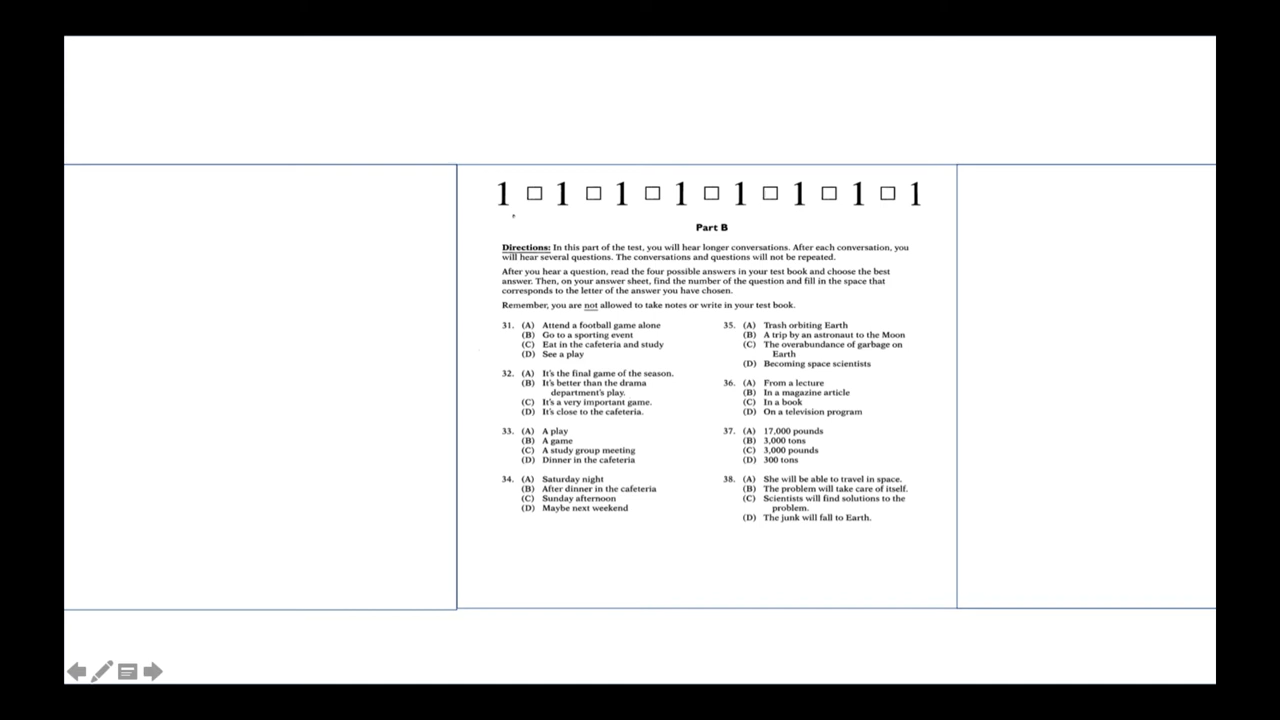 1 □ 1 □ 1 □ 1 □ 1 □ 1 □ 1 □ 1
Part B
Directions: In this part of the test, you will hear longer conversations. After each conversation, you
will hear several questions. The conversations and questions will not be repeated.
After you hear a question, read the four possible answers in your test book and choose the best
answer. Then, on your answer sheet, find the number of the question and fill in the space that
corresponds to the letter of the answer you have chosen.
Remember, you are not allowed to take notes or write in your test book.
31. (A) Attend a football game alone
(B) Go to a sporting event
(C) Eat in the cafeteria and study
(D) See a play
32. (A) It's the final game of the season.
(B) It's better than the drama
department's play.
(C) It's a very important game.
(D) It's close to the cafeteria.
33. (A) A play
(B) A game
(C) A study group meeting
(D) Dinner in the cafeteria
34. (A) Saturday night
(B) After dinner in the cafeteria
(C) Sunday afternoon
(D) Maybe next weekend
35. (A) Trash orbiting Earth
(B) A trip by an astronaut to the Moon
(C) The overabundance of garbage on
Earth
(D) Becoming space scientists
36. (A) From a lecture
(B) In a magazine article
(C) In a book
(D) On a television program
37. (A) 17,000 pounds
(B) 3,000 tons
(C) 3,000 pounds
(D) 300 tons
38. (A) She will be able to travel in space.
(B) The problem will take care of itself.
(C) Scientists will find solutions to the
problem.
(D) The junk will fall to Earth.